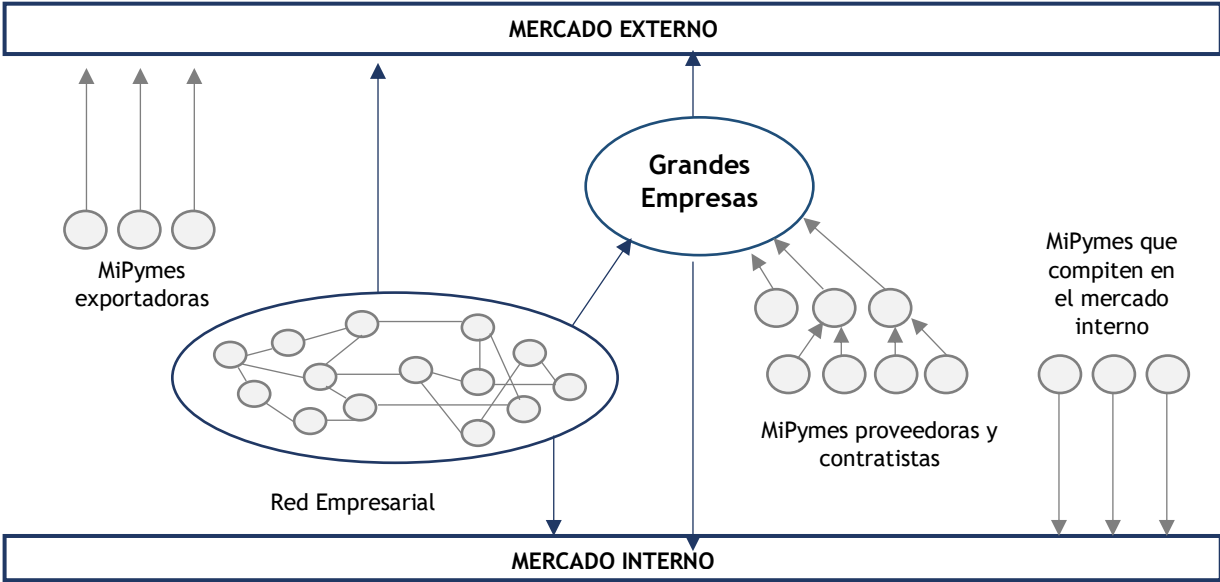 MERCADO EXTERNO
Grandes
Empresas
MiPymes
exportadoras
MiPymes que
compiten en
el mercado
interno
MiPymes proveedoras y
contratistas
Red Empresarial
MERCADO INTERNO